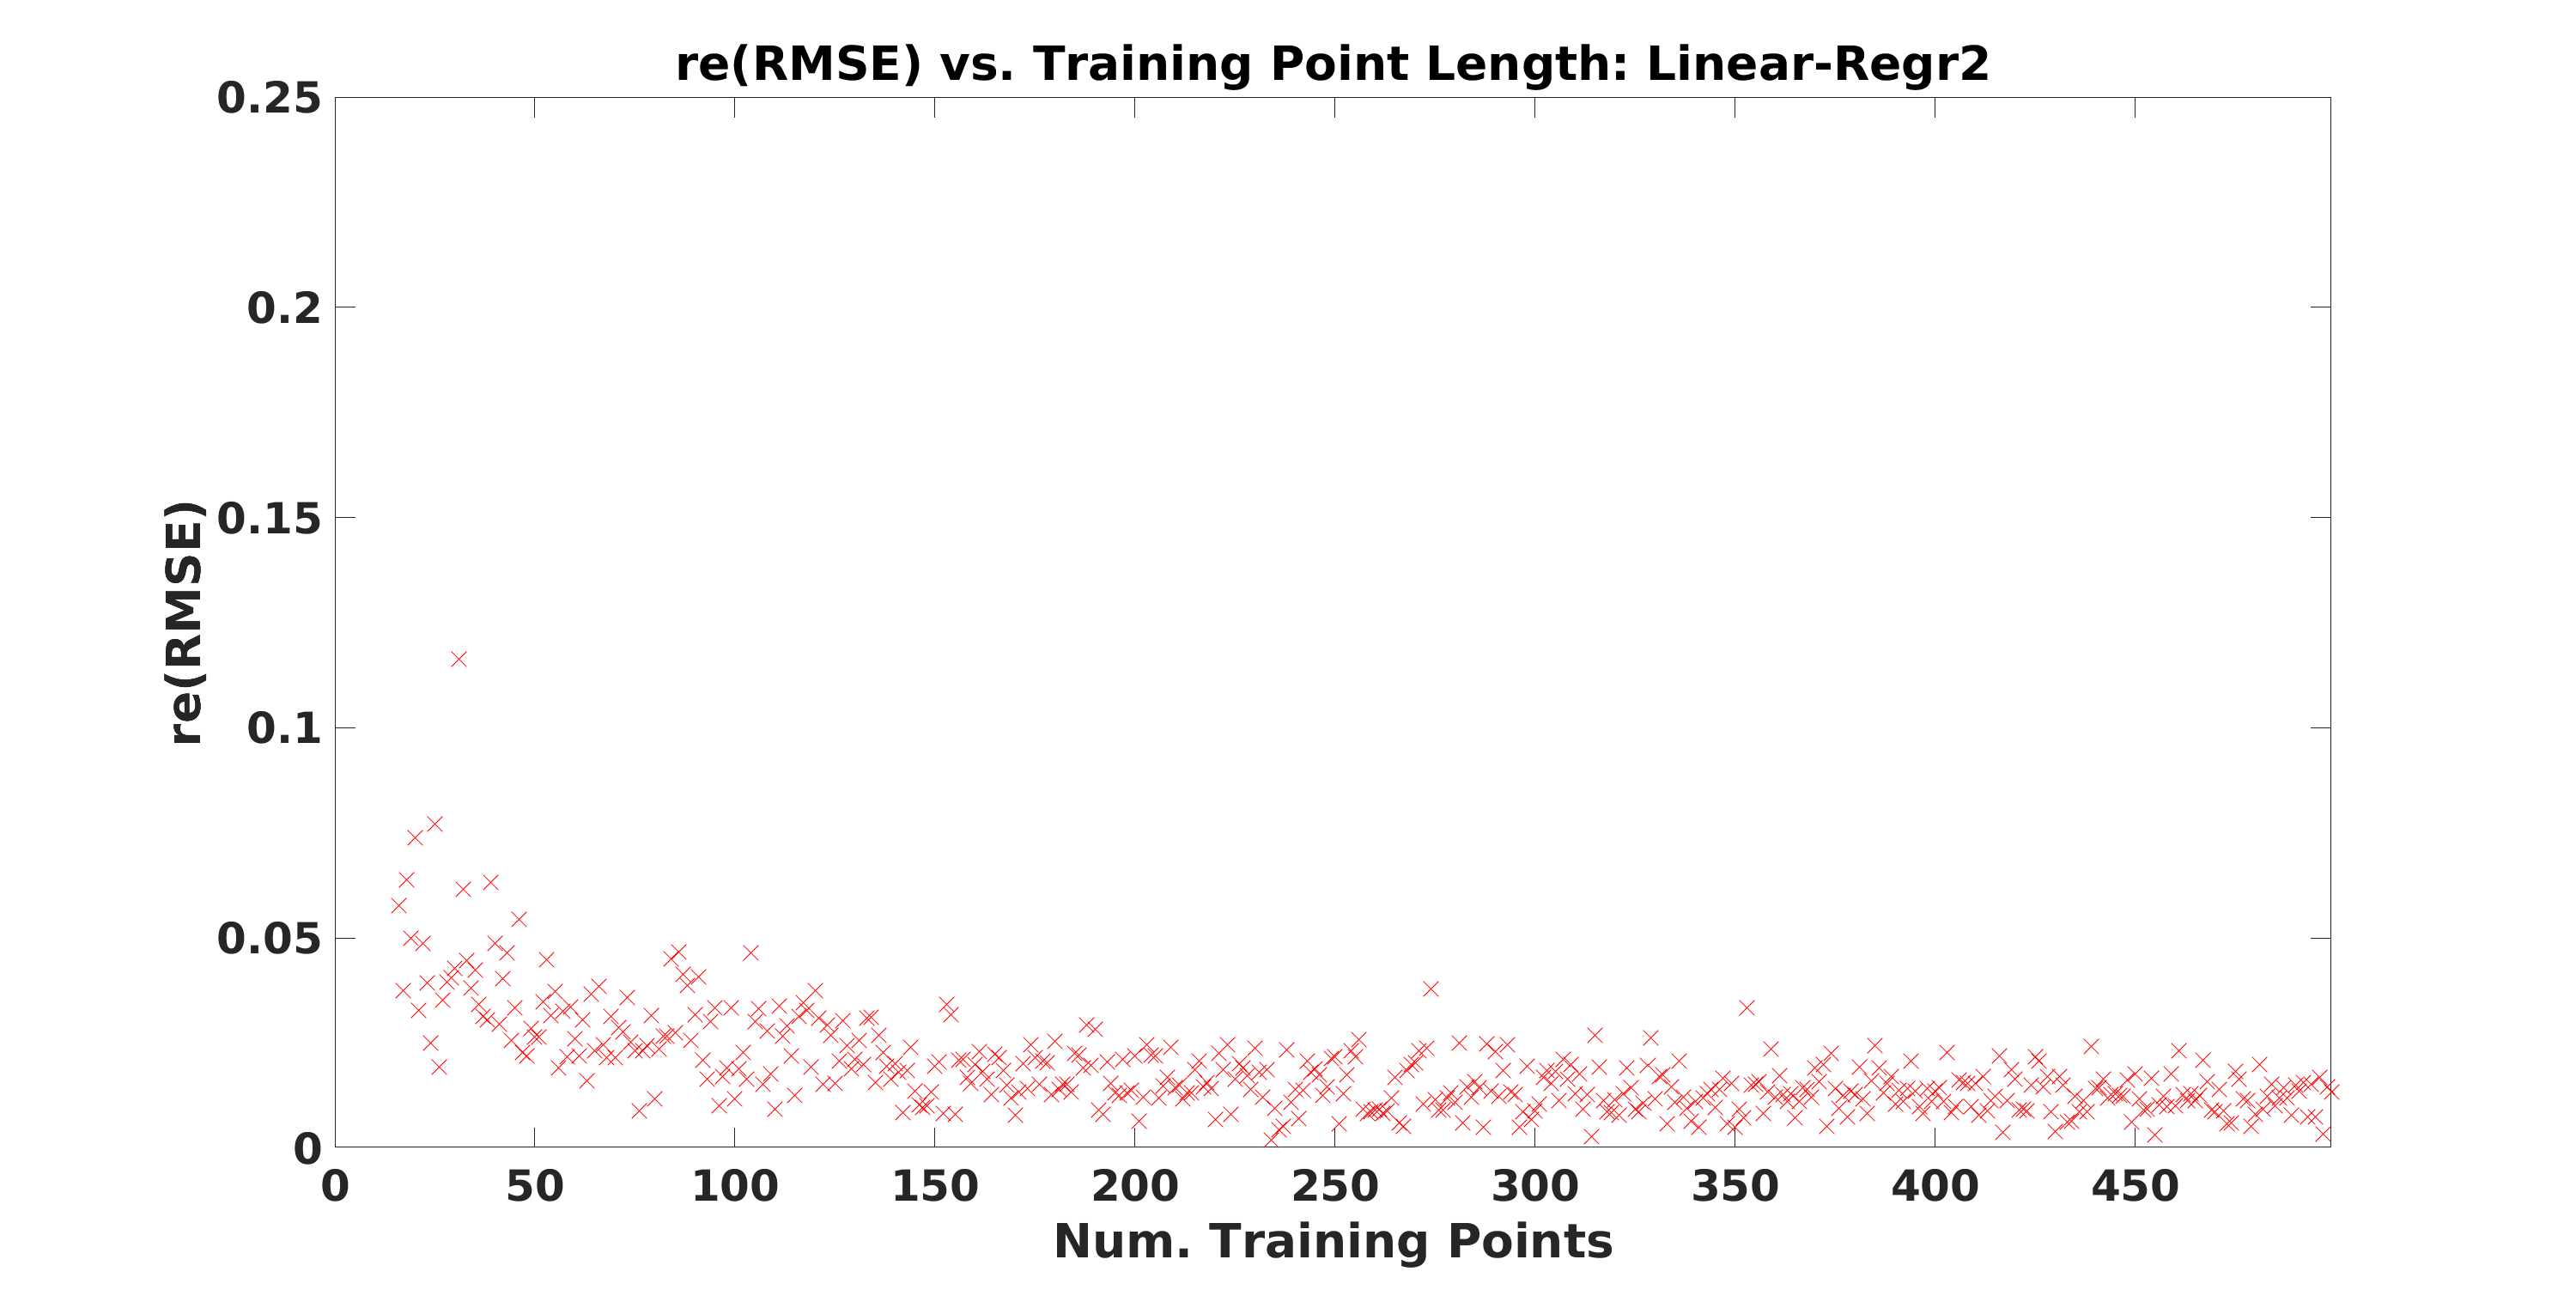 re(RMSE) vs. Training Point Length: Linear-Regr2
0.25
0.2
0.15
0.1
0.05
0
re(RMSE)
0 50 100 150 200 250 300 350 400 450
Num. Training Points